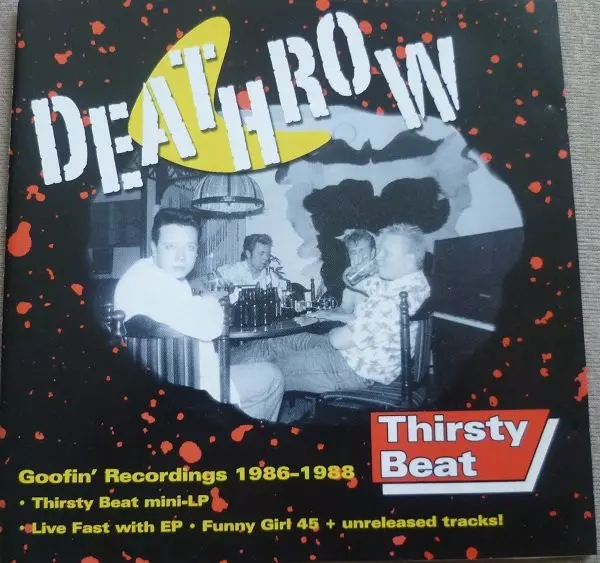 DEATHROW
Thirsty
Beat
Goofin' Recordings 1986-1988
• Thirsty Beat mini-LP
• Live Fast with EP • Funny Girl 45 + unreleased tracks!